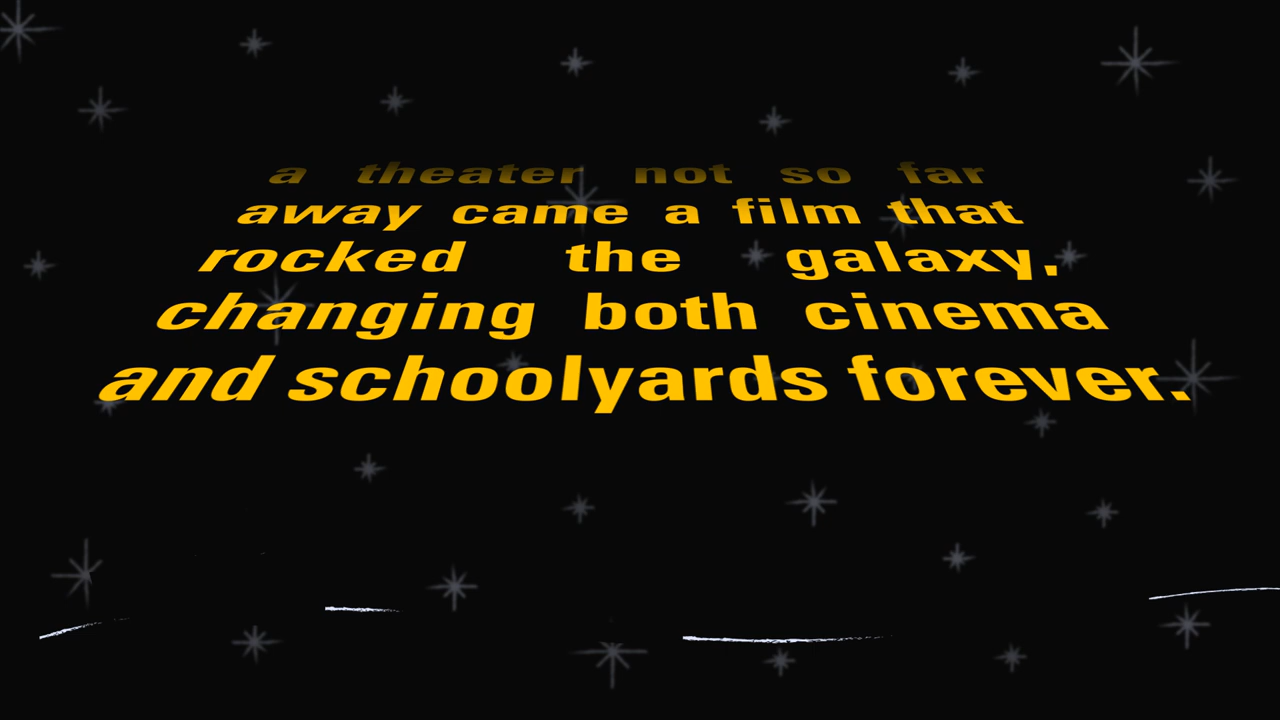 a theater not so far
away came a film that
rocked the galaxy,
changing both cinema
and schoolyards forever.